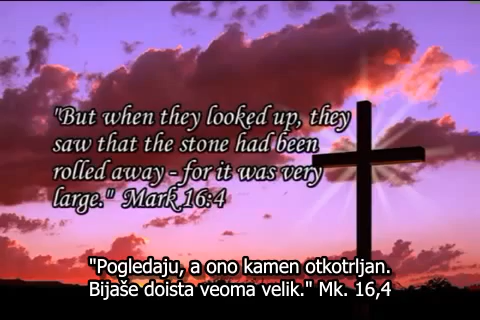 "But when they looked up, they
saw that the stone had been
rolled away - for it was very
large."  Mark 16:4
"Pogledaju, a ono kamen otkotrljan.
Bijaše doista veoma velik." Mk. 16,4